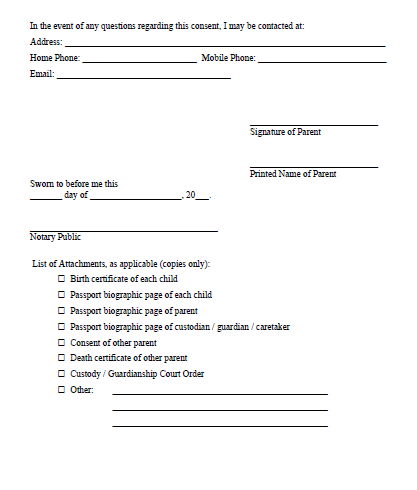 In the event of any questions regarding this consent, I may be contacted at:
Address:
Home Phone: Mobile Phone:
Email:
Signature of Parent
Printed Name of Parent
Sworn to before me this
day of , 20 .
Notary Public
List of Attachments, as applicable (copies only):
☐ Birth certificate of each child
☐ Passport biographic page of each child
☐ Passport biographic page of parent
☐ Passport biographic page of custodian / guardian / caretaker
☐ Consent of other parent
☐ Death certificate of other parent
☐ Custody / Guardianship Court Order
☐ Other: